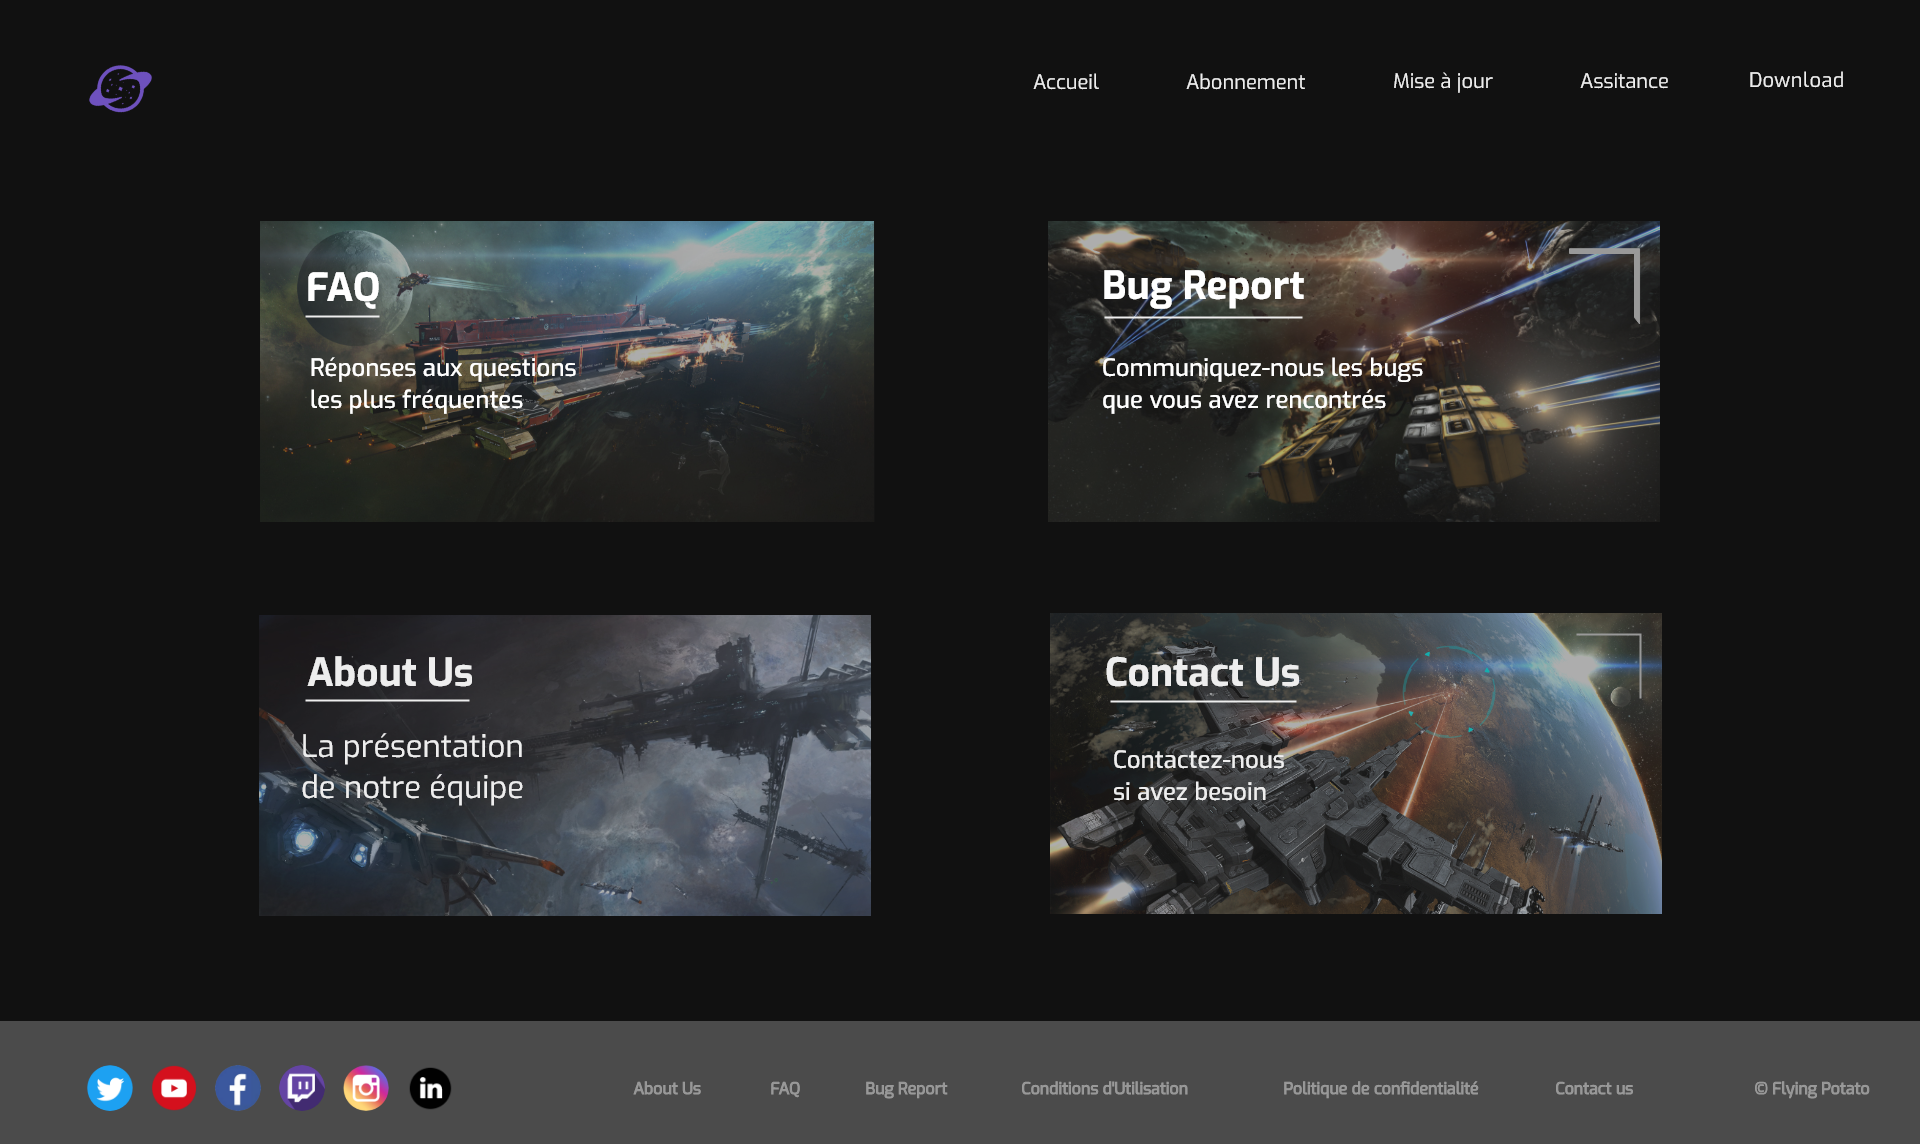 Accueil
Abonnement
Mise à jour
Assitance
Download
FAQ
Réponses aux questions
les plus fréquentes
Bug Report
Communiquez-nous les bugs
que vous avez rencontrés
About Us
La présentation
de notre équipe
Contact Us
Contactez-nous
si avez besoin
in
About Us
FAQ
Bug Report
Conditions d'Utilisation
Politique de confidentialité
Contact us
© Flying Potato